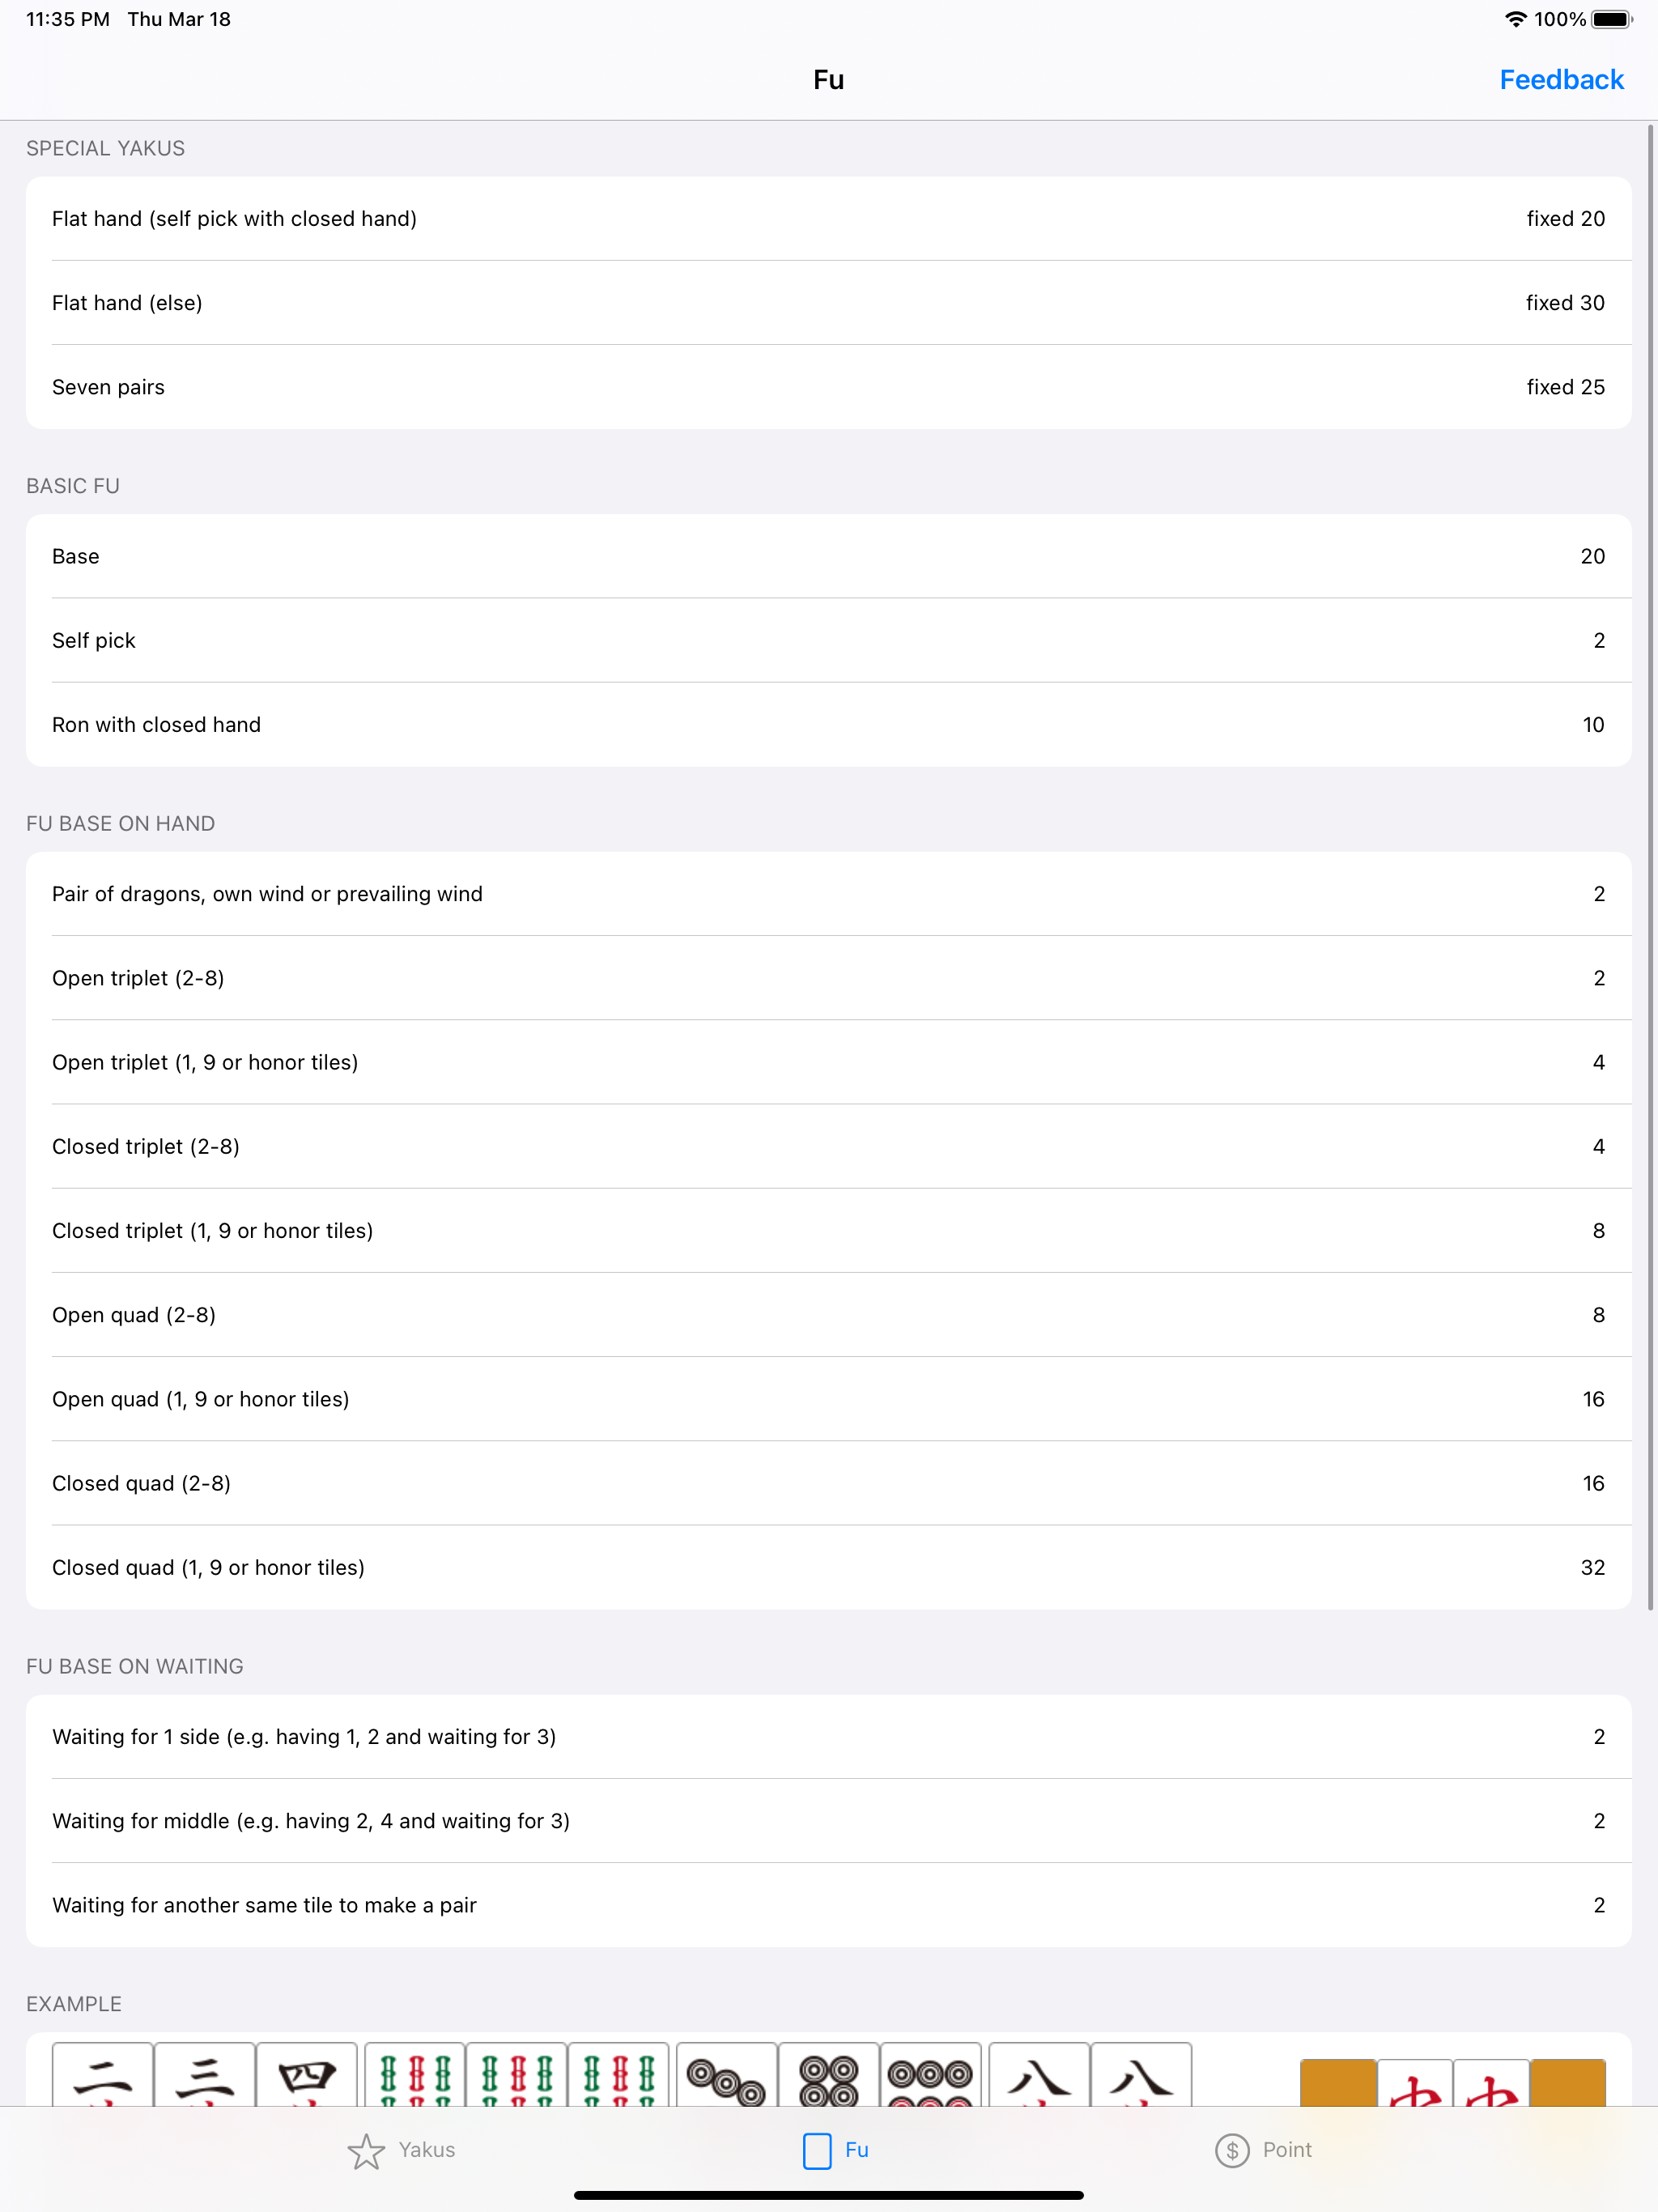 11:35 PM Thu Mar 18 100%
Fu Feedback
SPECIAL YAKUS
Flat hand (self pick with closed hand) fixed 20
Flat hand (else) fixed 30
Seven pairs fixed 25
BASIC FU
Base 20
Self pick 2
Ron with closed hand 10
FU BASE ON HAND
Pair of dragons, own wind or prevailing wind 2
Open triplet (2-8) 2
Open triplet (1, 9 or honor tiles) 4
Closed triplet (2-8) 4
Closed triplet (1, 9 or honor tiles) 8
Open quad (2-8) 8
Open quad (1, 9 or honor tiles) 16
Closed quad (2-8) 16
Closed quad (1, 9 or honor tiles) 32
FU BASE ON WAITING
Waiting for 1 side (e.g. having 1, 2 and waiting for 3) 2
Waiting for middle (e.g. having 2, 4 and waiting for 3) 2
Waiting for another same tile to make a pair 2
EXAMPLE
二 三 四 八 八 中 中
Yakus Fu $ Point